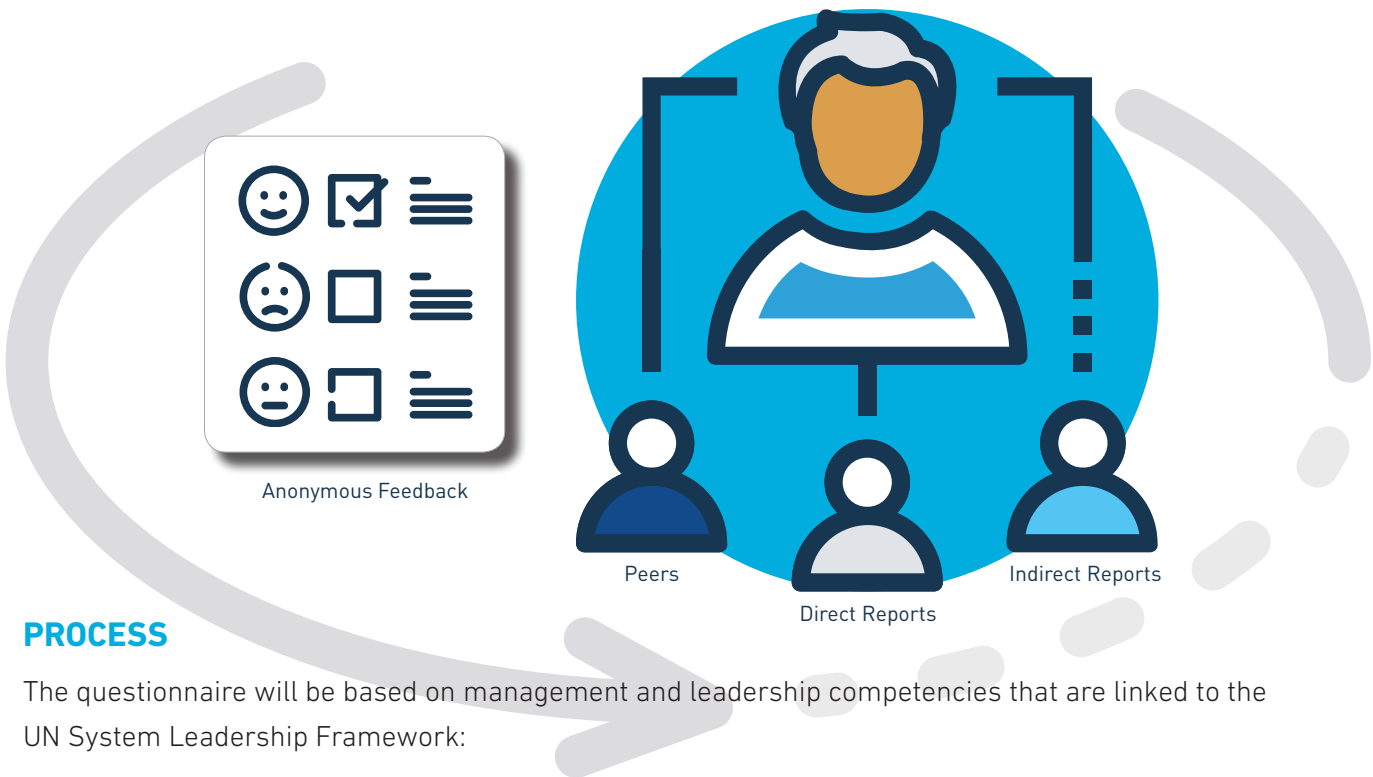 Anonymous Feedback
Peers
Direct Reports
Indirect Reports
PROCESS
The questionnaire will be based on management and leadership competencies that are linked to the
UN System Leadership Framework: